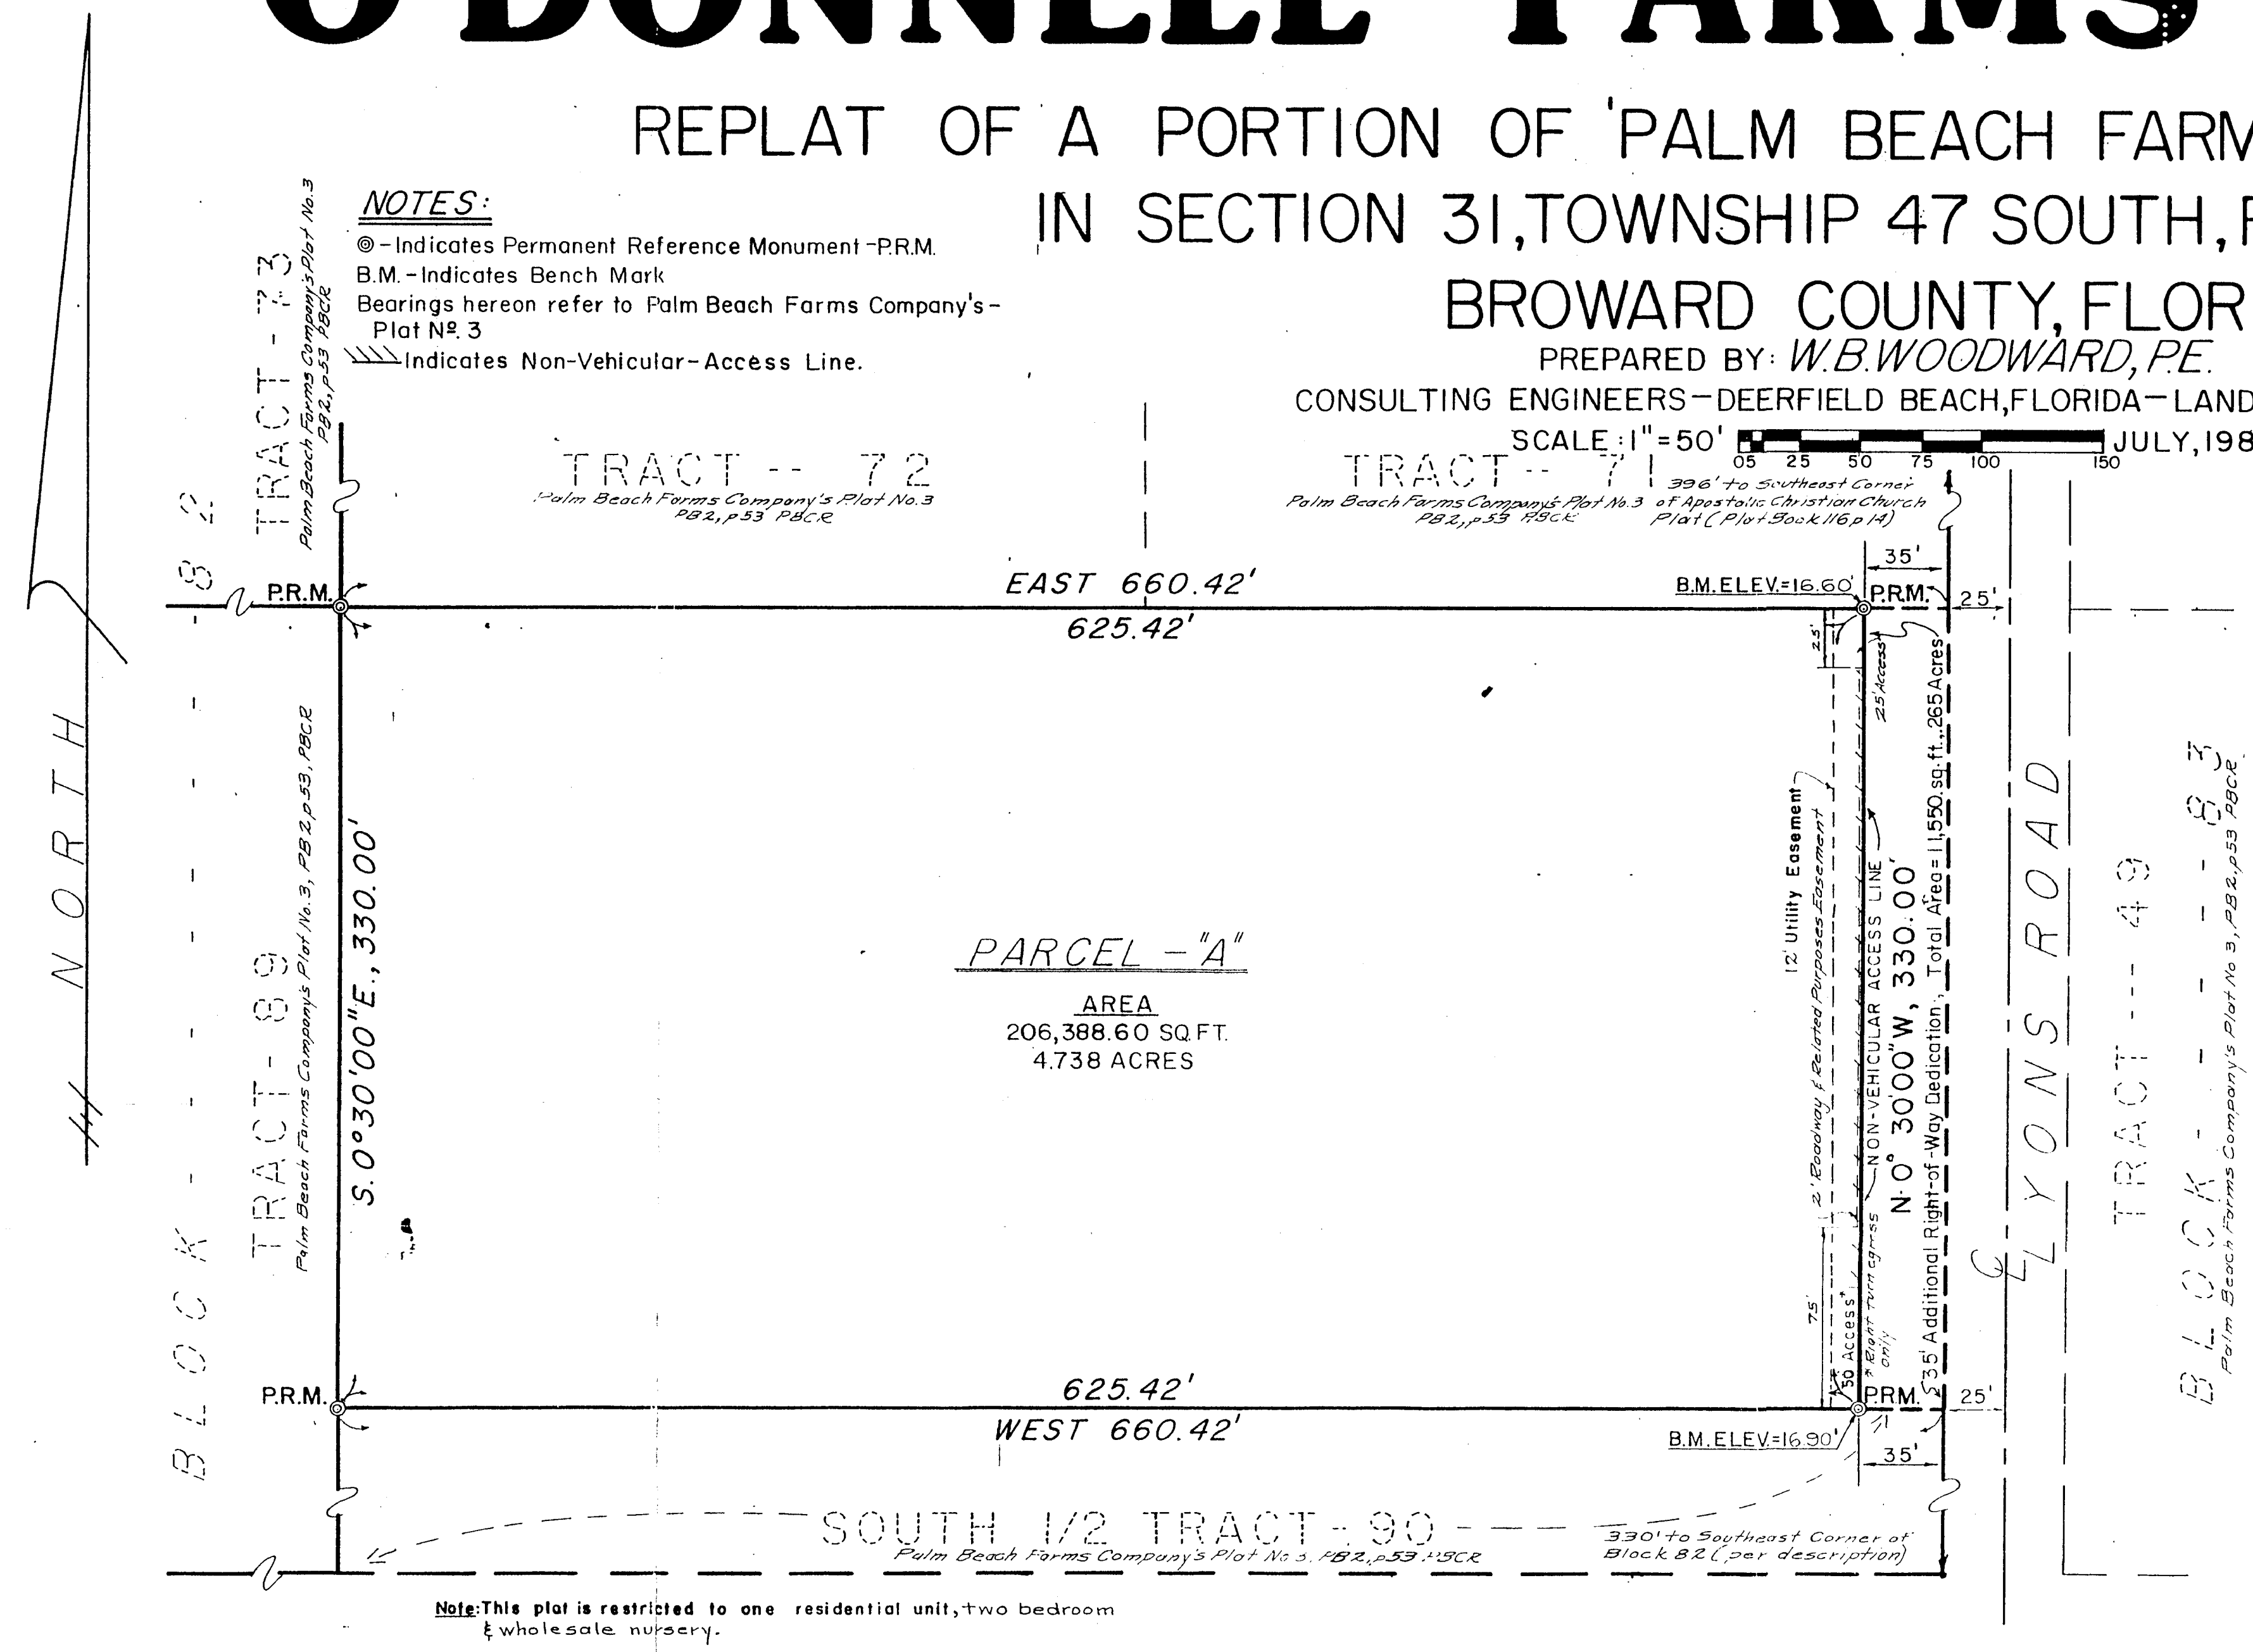 O'DONNELL FARMS
REPLAT OF A PORTION OF PALM BEACH FARM
IN SECTION 31, TOWNSHIP 47 SOUTH,
BROWARD COUNTY, FLOR
PREPARED BY: W.B.WOODWARD, P.E.
CONSULTING ENGINEERS-DEERFIELD BEACH, FLORIDA-LAND
SCALE: 1"=50'
05 25 50 75 100 150
JULY, 198
NOTES:
◎-Indicates Permanent Reference Monument-P.R.M.
B.M.-Indicates Bench Mark
Bearings hereon refer to Palm Beach Farms Company's-
Plat Nº. 3
Indicates Non-Vehicular-Access Line.
NORTH
BLOCK - - - - - - - 82
TRACT - 73
Palm Beach Farms Company's Plat No.3
PB2, p53 PBCR
TRACT -- 72
Palm Beach Farms Company's Plat No.3
PB2, p53 PBCR
TRACT -- 71
Palm Beach Farms Company's Plat No.3
PB2, p53 PBCR
396' to Southeast Corner
of Apostolic Christian Church
Plat (Plat Book 116 p 14)
35'
P.R.M.
EAST 660.42'
625.42'
B.M. ELEV.=16.60'
P.R.M.
25'
25'
25' Access
TRACT - 89
Palm Beach Farms Company's Plat No. 3, PB 2, p53, PBCR
S. 0°30'00"E., 330.00'
PARCEL - "A"
AREA
206,388.60 SQ.FT.
4.738 ACRES
12' Utility Easement
2' Roadway & Related Purposes Easement
NON-VEHICULAR ACCESS LINE
N 0° 30'00"W, 330.00'
35' Additional Right-of-Way Dedication, Total Area=11,550.sq.ft.,.265 Acres
75'
50 Access*
* Right turn egress
only
LYONS ROAD
TRACT --- 49
BLOCK - - - - 83
Palm Beach Farms Company's Plat No 3, PB2, p53 PBCR
P.R.M.
625.42'
WEST 660.42'
P.R.M.
25'
B.M. ELEV.=16.90'
35'
SOUTH 1/2 TRACT - 90
Palm Beach Farms Company's Plat No 3. PB2, p53 PBCR
330' to Southeast Corner of
Block 82 (per description)
Note: This plat is restricted to one residential unit, two bedroom
& wholesale nursery.